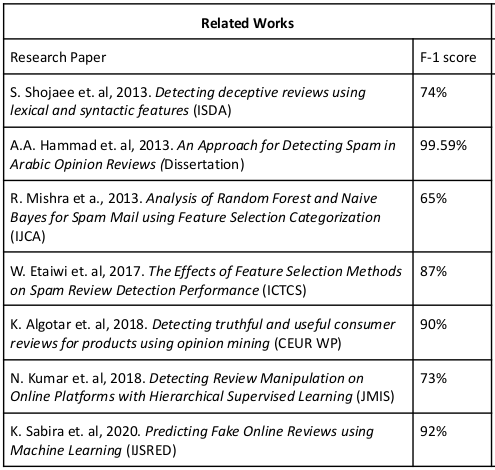 Related Works
Research Paper
F-1 score
S. Shojaee et. al, 2013. Detecting deceptive reviews using
lexical and syntactic features (ISDA)
74%
A.A. Hammad et. al, 2013. An Approach for Detecting Spam in
Arabic Opinion Reviews (Dissertation)
99.59%
R. Mishra et a., 2013. Analysis of Random Forest and Naive
Bayes for Spam Mail using Feature Selection Categorization
(IJCA)
65%
W. Etaiwi et. al, 2017. The Effects of Feature Selection Methods
on Spam Review Detection Performance (ICTCS)
87%
K. Algotar et. al, 2018. Detecting truthful and useful consumer
reviews for products using opinion mining (CEUR WP)
90%
N. Kumar et. al, 2018. Detecting Review Manipulation on
Online Platforms with Hierarchical Supervised Learning (JMIS)
73%
K. Sabira et. al, 2020. Predicting Fake Online Reviews using
Machine Learning (IJSRED)
92%